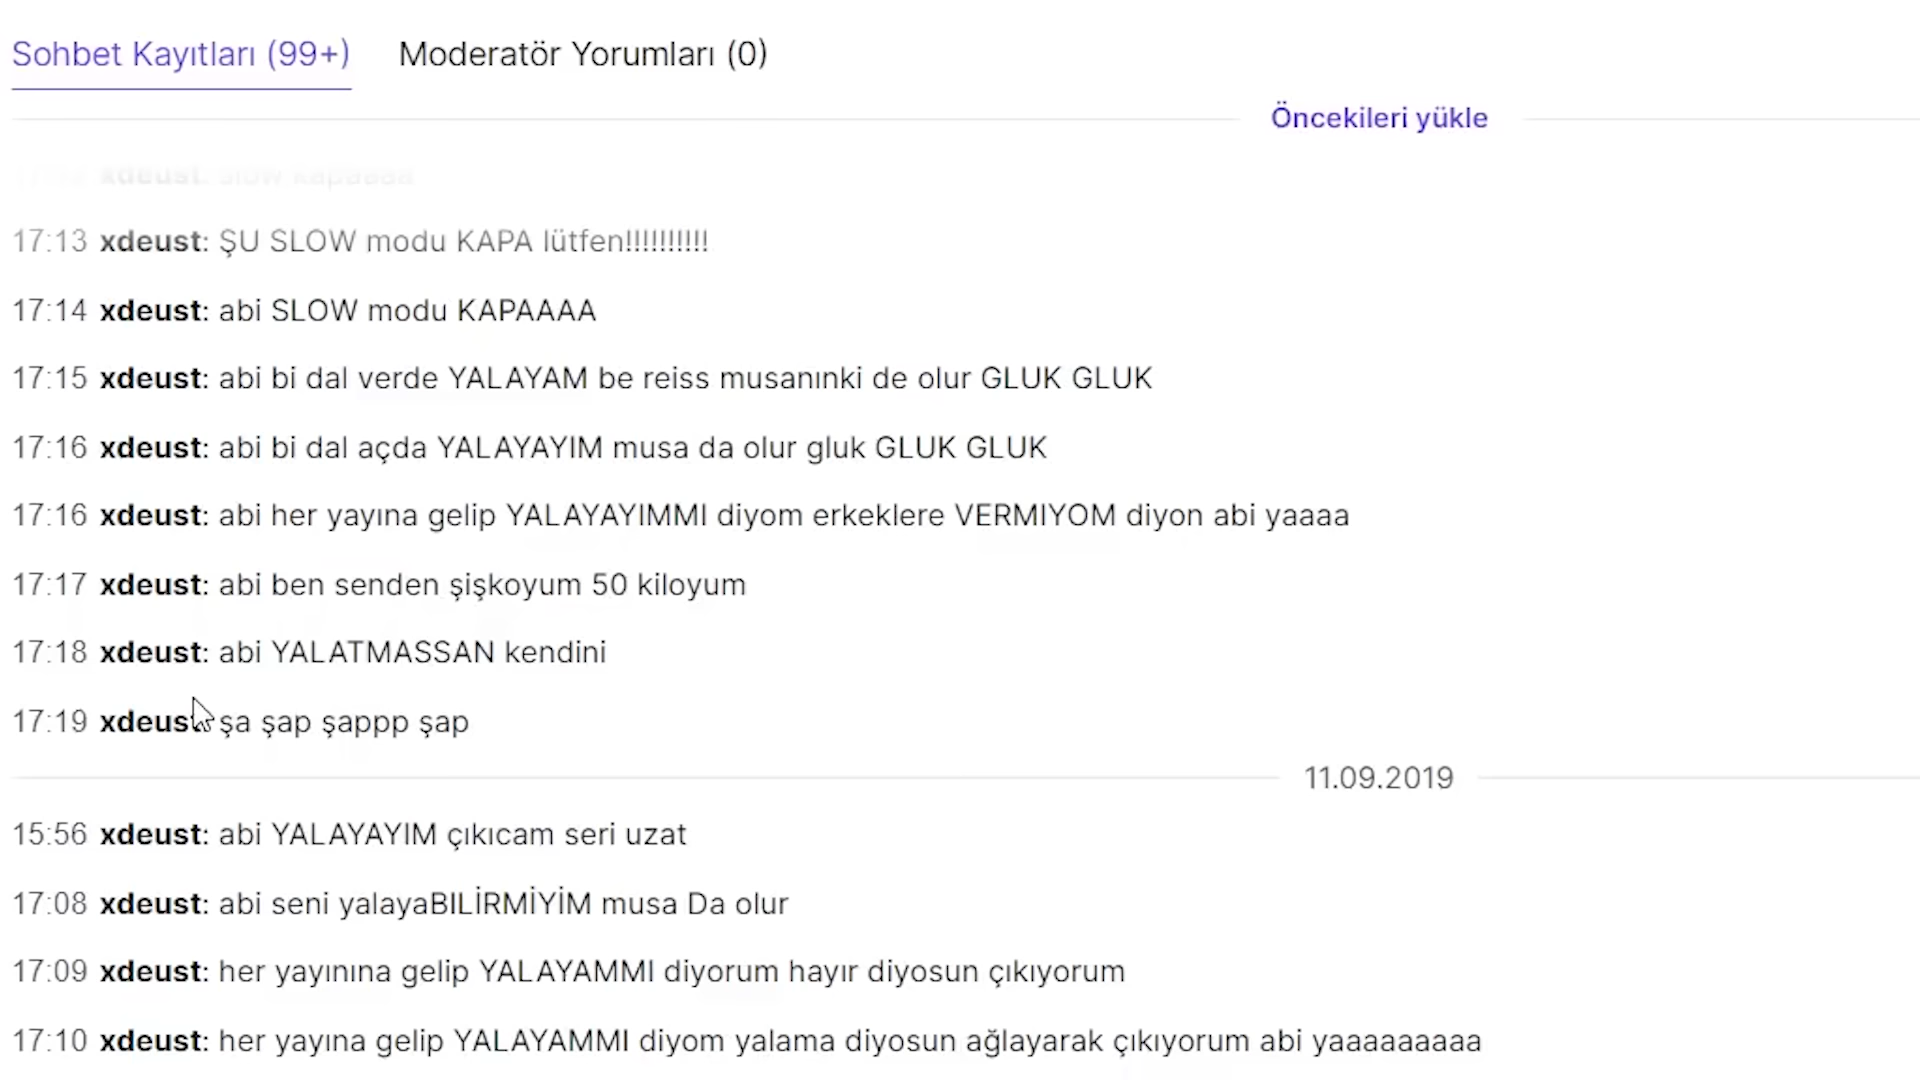 Sohbet Kayıtları (99+) Moderatör Yorumları (0)
Öncekileri yükle
xdeust: slow kapaaaa
17:13 xdeust: ŞU SLOW modu KAPA lütfen!!!!!!!!!!
17:14 xdeust: abi SLOW modu KAPAAAA
17:15 xdeust: abi bi dal verde YALAYAM be reiss musanınki de olur GLUK GLUK
17:16 xdeust: abi bi dal açda YALAYAYIM musa da olur gluk GLUK GLUK
17:16 xdeust: abi her yayına gelip YALAYAYIMMI diyom erkeklere VERMIYOM diyon abi yaaaa
17:17 xdeust: abi ben senden şişkoyum 50 kiloyum
17:18 xdeust: abi YALATMASSAN kendini
17:19 xdeust: şa şap şappp şap
11.09.2019
15:56 xdeust: abi YALAYAYIM çıkıcam seri uzat
17:08 xdeust: abi seni yalayaBILİRMİYİM musa Da olur
17:09 xdeust: her yayınına gelip YALAYAMMI diyorum hayır diyosun çıkıyorum
17:10 xdeust: her yayına gelip YALAYAMMI diyom yalama diyosun ağlayarak çıkıyorum abi yaaaaaaaaa